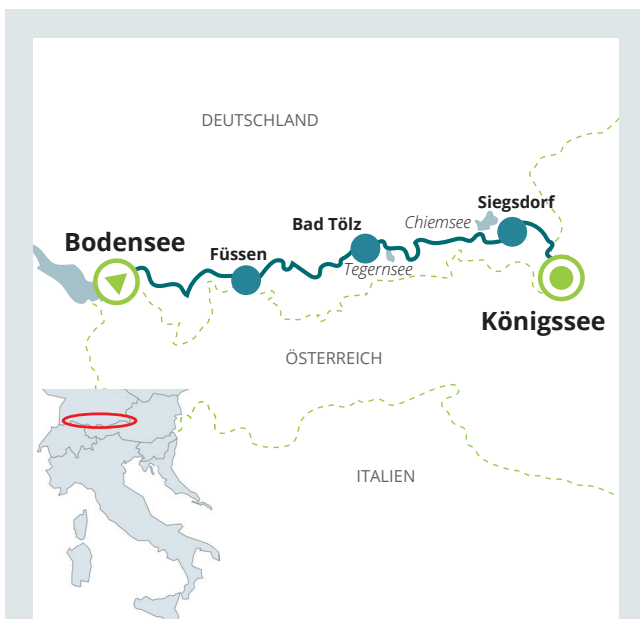 DEUTSCHLAND
Siegsdorf
Chiemsee
Bad Tölz
Bodensee
Füssen
Tegernsee
Königssee
ÖSTERREICH
ITALIEN